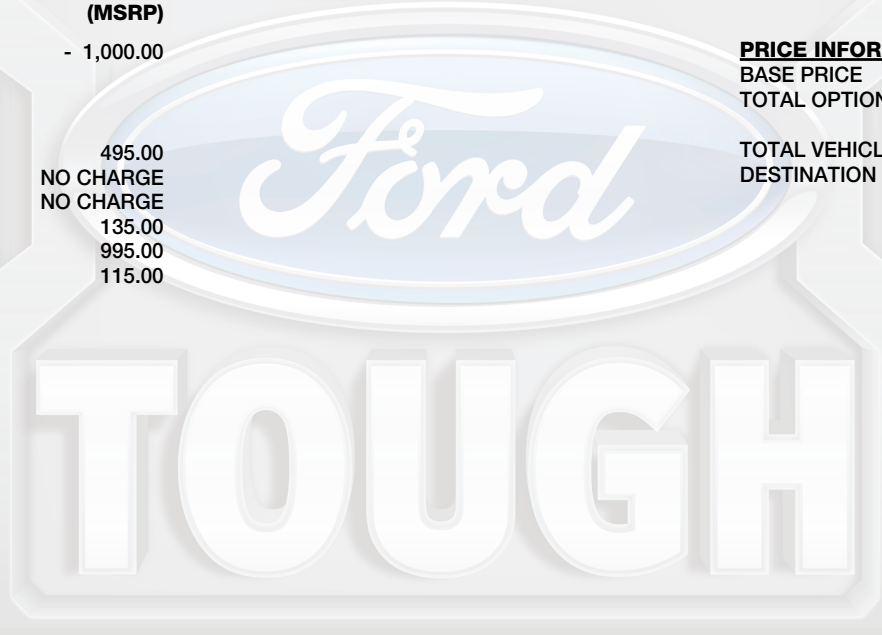 (MSRP)
- 1,000.00
495.00
NO CHARGE
NO CHARGE
135.00
995.00
115.00
PRICE INFOR
BASE PRICE
TOTAL OPTION
TOTAL VEHICL
DESTINATION
Ford
TOUGH